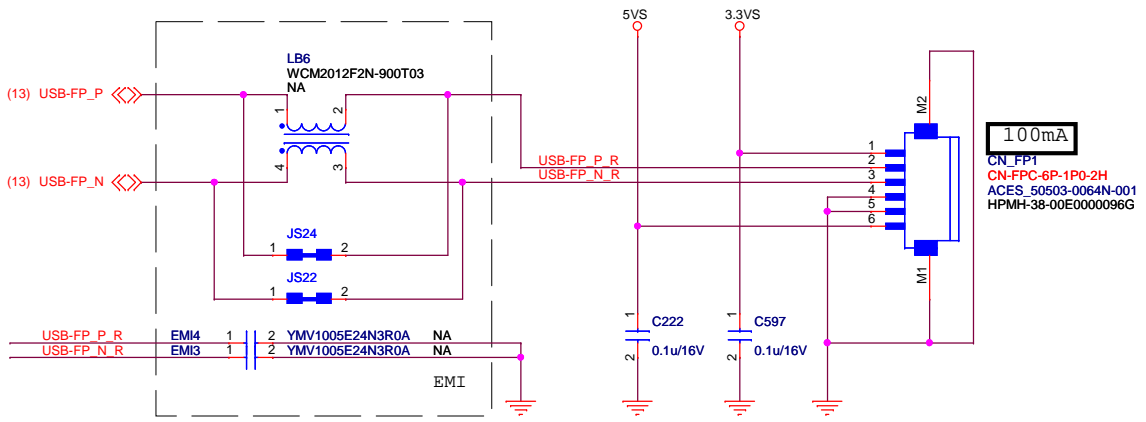 5VS
3.3VS
LB6
WCM2012F2N-900T03
NA
(13) USB-FP_P
1
2
4
3
(13) USB-FP_N
M2
100mA
CN_FP1
CN-FPC-6P-1P0-2H
ACES_50503-0064N-001
HPMH-38-00E0000096G
1
2
3
4
5
6
USB-FP_P_R
USB-FP_N_R
M1
JS24
1
2
JS22
1
2
USB-FP_P_R EMI4 1 2 YMV1005E24N3R0A NA
USB-FP_N_R EMI3 1 2 YMV1005E24N3R0A NA
EMI
1
C222
2
0.1u/16V
1
C597
2
0.1u/16V